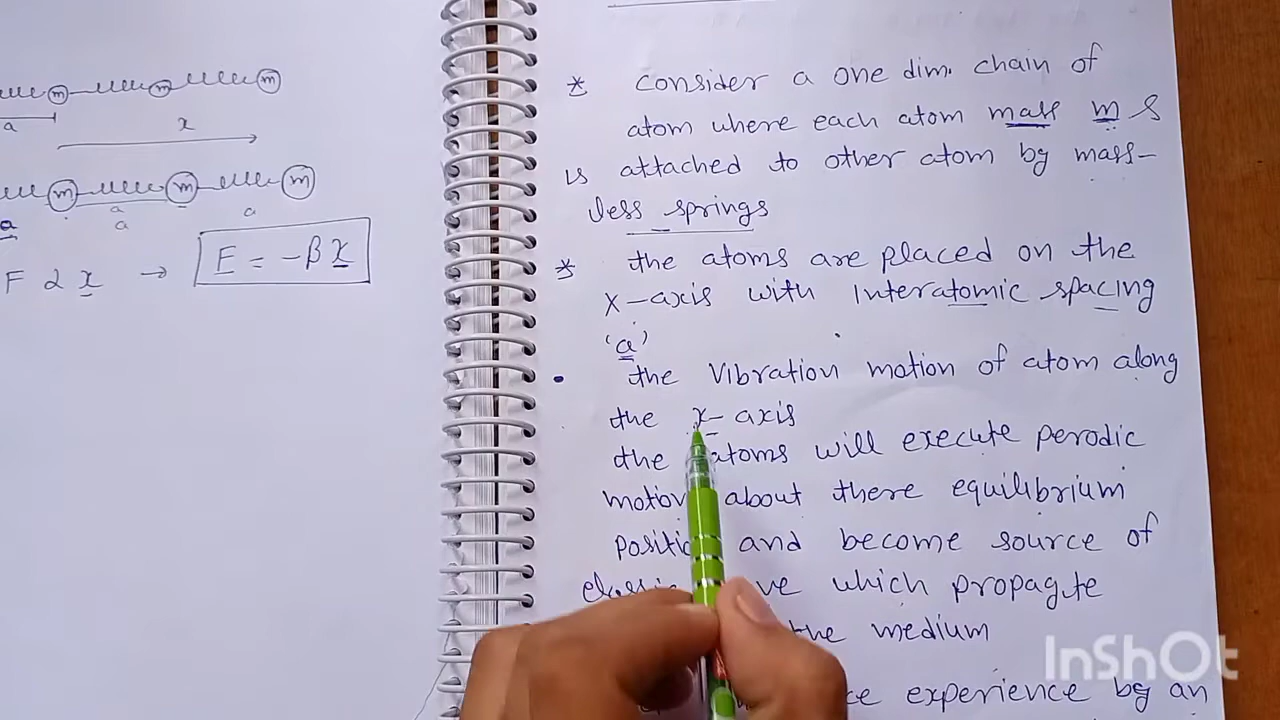 m m m
a
x
m m m
a
a a
a
F α x → F = -βx
* Consider a one dim. chain of
atom where each atom mass m &
is attached to other atom by mass-
less springs
* the atoms are placed on the
x-axis with Interatomic spacing
'a'
• the Vibration motion of atom along
the x-axis
the atoms will execute perodic
motion about there equilibrium
and become source of
which propagte
the medium
experience by an
InShOt